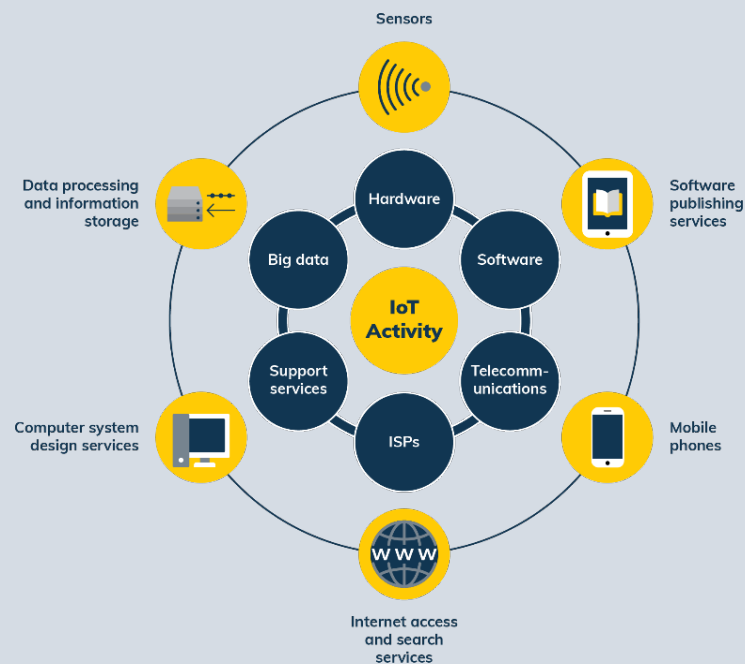 Sensors
Data processing
and information
storage
Software
publishing
services
Hardware
Big data
Software
IoT
Activity
Support
services
Telecomm-
unications
ISPs
Computer system
design services
Mobile
phones
W W W
Internet access
and search
services